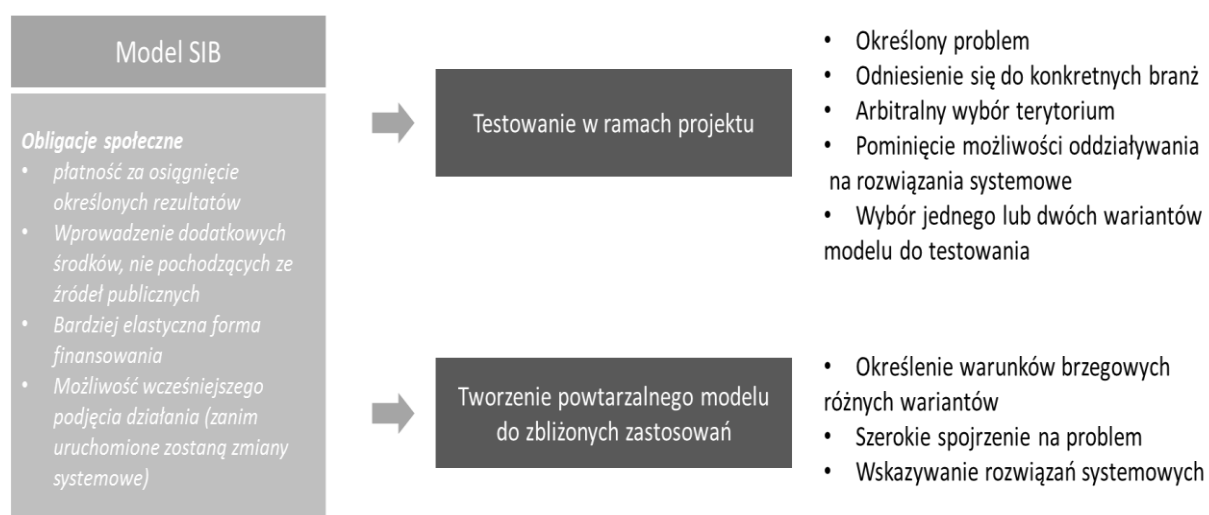 Model SIB
Obligacje społeczne
• płatność za osiągnięcie
określonych rezultatów
• Wprowadzenie dodatkowych
środków, nie pochodzących ze
źródeł publicznych
• Bardziej elastyczna forma
finansowania
• Możliwość wcześniejszego
podjęcia działania (zanim
uruchomione zostaną zmiany
systemowe)
Testowanie w ramach projektu
• Określony problem
• Odniesienie się do konkretnych branż
• Arbitralny wybór terytorium
• Pominięcie możliwości oddziaływania
na rozwiązania systemowe
• Wybór jednego lub dwóch wariantów
modelu do testowania
Tworzenie powtarzalnego modelu
do zbliżonych zastosowań
• Określenie warunków brzegowych
różnych wariantów
• Szerokie spojrzenie na problem
• Wskazywanie rozwiązań systemowych